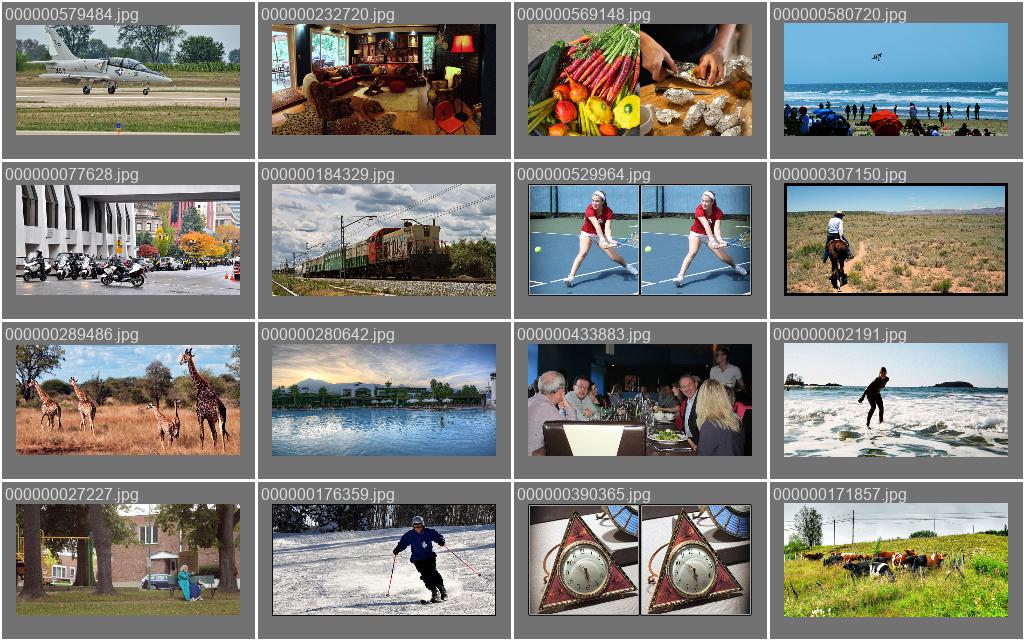 000000579484.jpg
000000232720.jpg
000000569148.jpg
000000580720.jpg
000000077628.jpg
000000184329.jpg
000000529964.jpg
000000307150.jpg
000000289486.jpg
000000280642.jpg
000000433883.jpg
000000002191.jpg
000000027227.jpg
000000176359.jpg
000000390365.jpg
000000171857.jpg